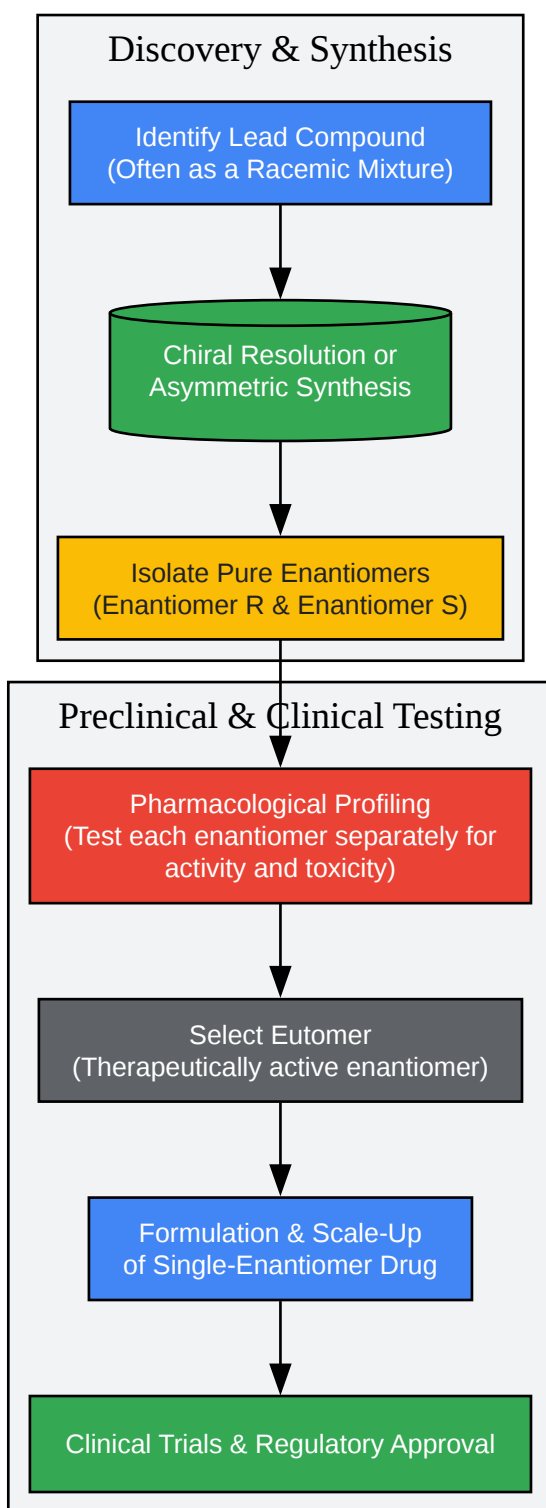 Discovery & Synthesis
Identify Lead Compound
(Often as a Racemic Mixture)
Chiral Resolution or
Asymmetric Synthesis
Isolate Pure Enantiomers
(Enantiomer R & Enantiomer S)
Preclinical & Clinical Testing
Pharmacological Profiling
(Test each enantiomer separately for
activity and toxicity)
Select Eutomer
(Therapeutically active enantiomer)
Formulation & Scale-Up
of Single-Enantiomer Drug
Clinical Trials & Regulatory Approval